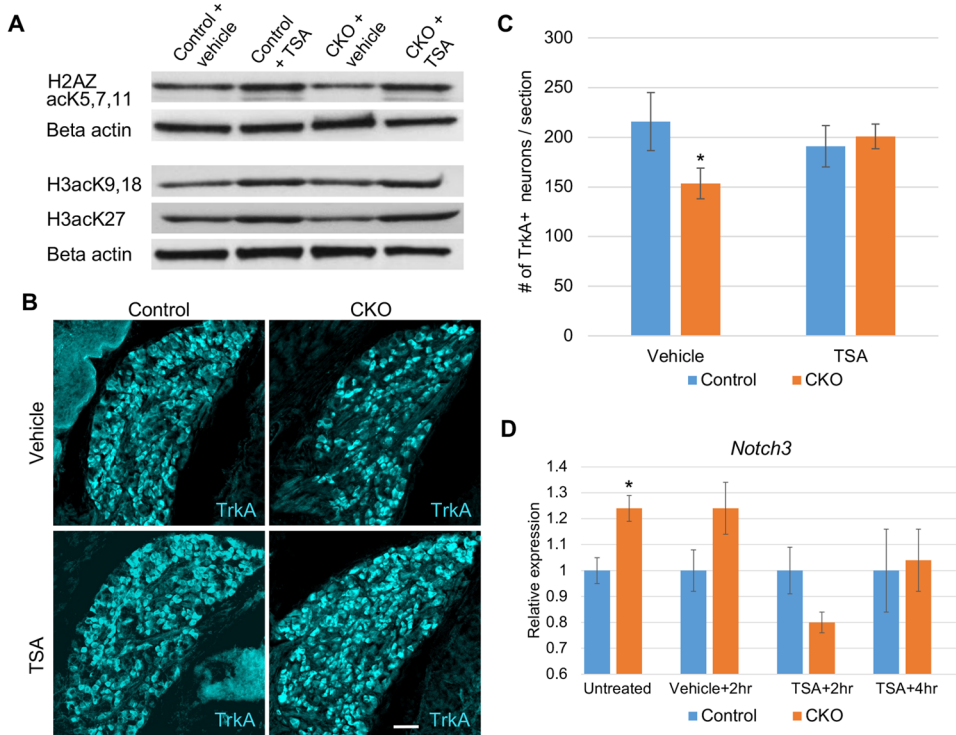 A
Control +
vehicle
Control
+ TSA
CKO +
vehicle
CKO +
TSA
H2AZ
acK5,7,11
Beta actin
H3acK9,18
H3acK27
Beta actin
B
Control
CKO
Vehicle
TrkA
TrkA
TSA
TrkA
TrkA
C
# of TrkA+ neurons / section
300
250
200
150
100
50
0
*
Vehicle
TSA
Control
CKO
D
Notch3
Relative expression
1.4
1.3
1.2
1.1
1
0.9
0.8
0.7
0.6
*
Untreated
Vehicle+2hr
TSA+2hr
TSA+4hr
Control
CKO